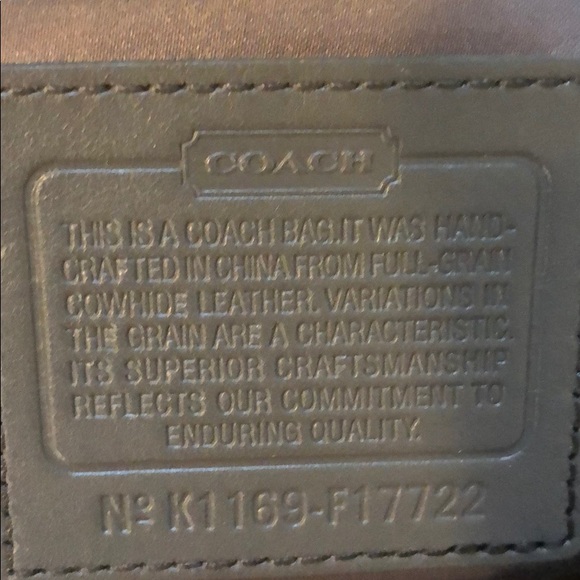 COACH
THIS IS A COACH BAG.IT WAS HAND-
CRAFTED IN CHINA FROM FULL-GRAIN
COWHIDE LEATHER. VARIATIONS IN
THE GRAIN ARE A CHARACTERISTIC.
ITS SUPERIOR CRAFTSMANSHIP
REFLECTS OUR COMMITMENT TO
ENDURING QUALITY.
Nº K1169-F17722